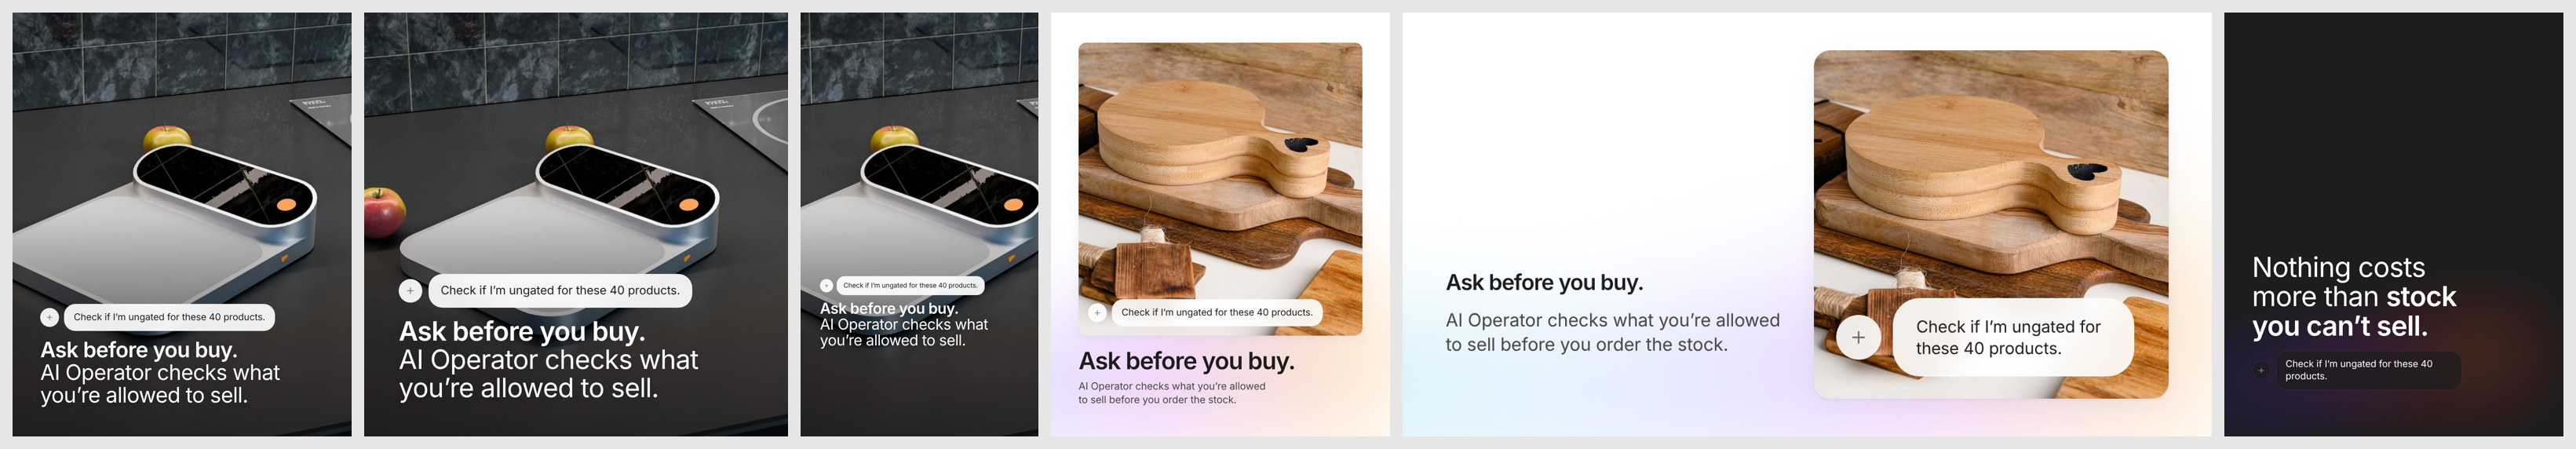 Check if I’m ungated for these 40 products.
Ask before you buy.
AI Operator checks what
you’re allowed to sell.
Check if I’m ungated for these 40 products.
Ask before you buy.
AI Operator checks what
you’re allowed to sell.
Check if I’m ungated for these 40 products.
Ask before you buy.
AI Operator checks what
you’re allowed to sell.
Check if I’m ungated for these 40 products.
Ask before you buy.
AI Operator checks what you’re allowed
to sell before you order the stock.
Ask before you buy.
AI Operator checks what you’re allowed
to sell before you order the stock.
Check if I’m ungated for
these 40 products.
Nothing costs
more than stock
you can’t sell.
Check if I’m ungated for these 40
products.